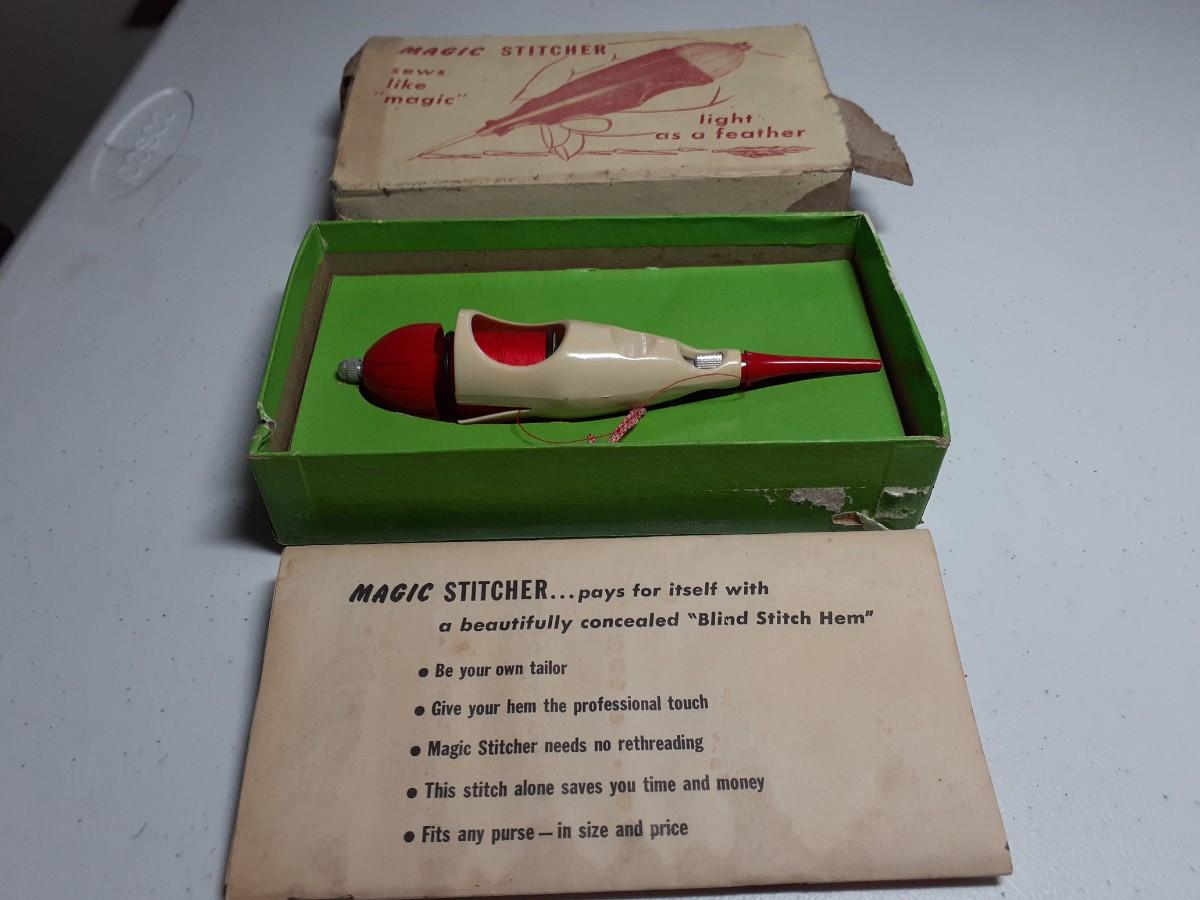 cosco
MAGIC STITCHER
sews
like
"magic"
light
as a feather
MAGIC STITCHER...pays for itself with
a beautifully concealed "Blind Stitch Hem"
• Be your own tailor
• Give your hem the professional touch
• Magic Stitcher needs no rethreading
• This stitch alone saves you time and money
• Fits any purse — in size and price